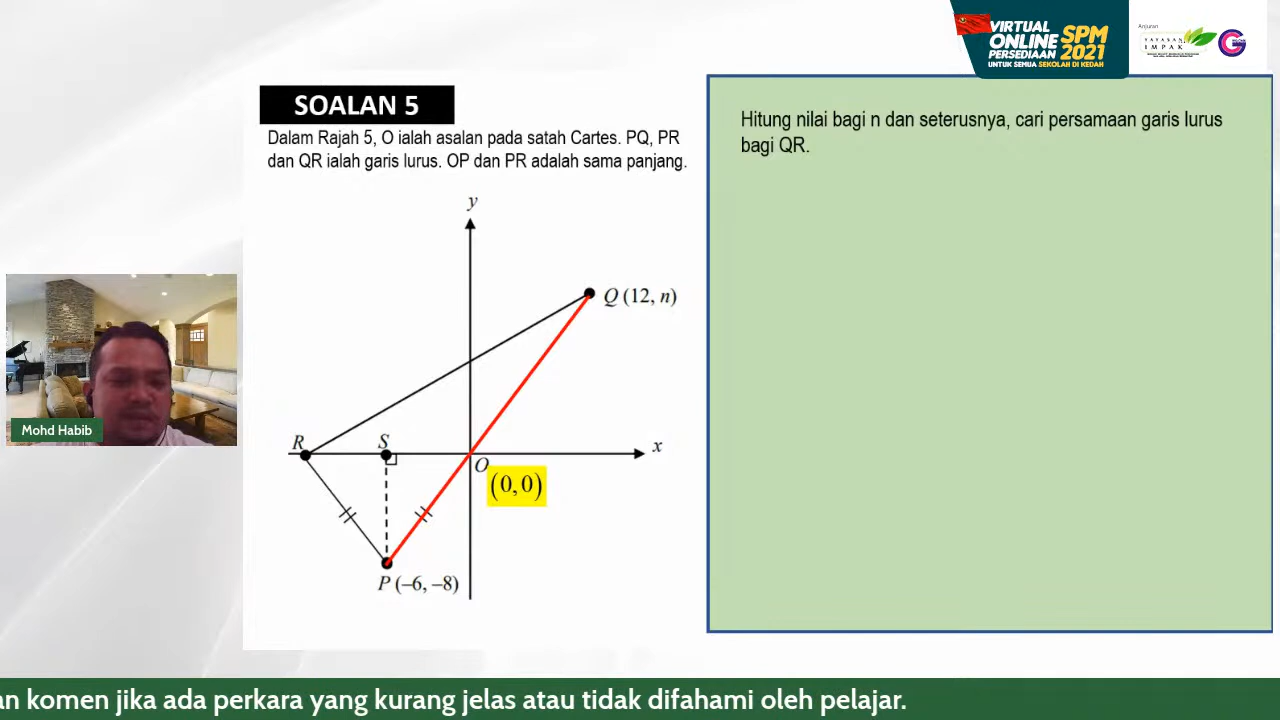 VIRTUAL
ONLINE
PERSEDIAAN
SPM
2021
UNTUK SEMUA SEKOLAH DI KEDAH
Anjuran
YAYASAN
IMPAK
SOALAN 5
Dalam Rajah 5, O ialah asalan pada satah Cartes. PQ, PR
dan QR ialah garis lurus. OP dan PR adalah sama panjang.
Hitung nilai bagi n dan seterusnya, cari persamaan garis lurus
bagi QR.
y
Q (12, n)
R
S
x
O
(0,0)
P (–6, –8)
Mohd Habib
an komen jika ada perkara yang kurang jelas atau tidak difahami oleh pelajar.